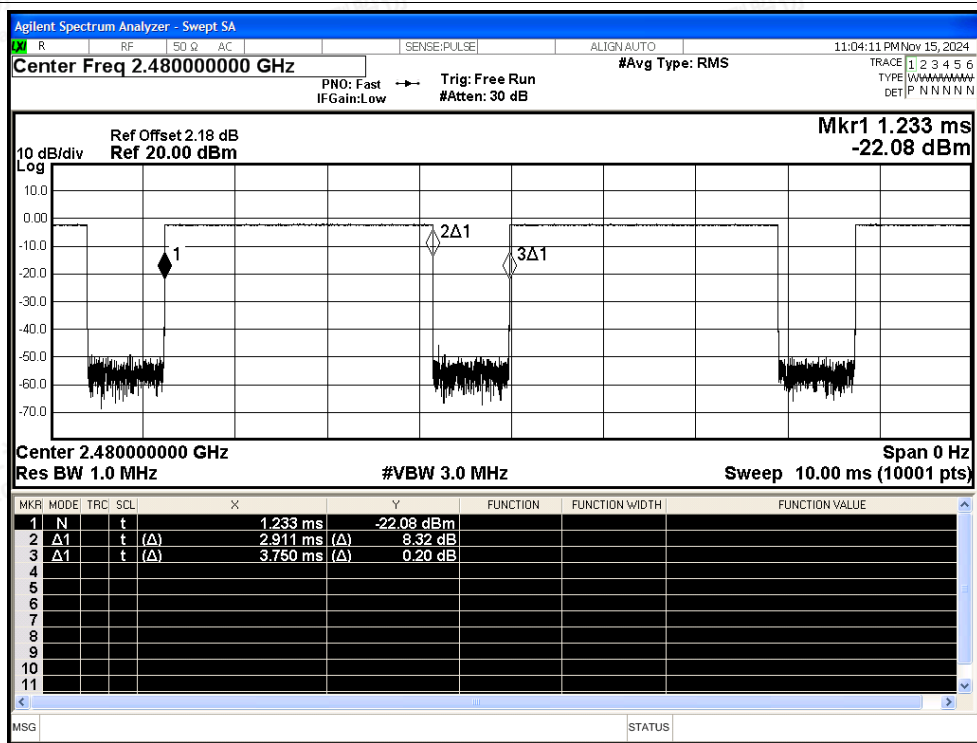 Agilent Spectrum Analyzer - Swept SA
LXI R RF 50 Ω AC SENSE:PULSE ALIGN AUTO 11:04:11 PM Nov 15, 2024
Center Freq 2.480000000 GHz #Avg Type: RMS TRACE 1 2 3 4 5 6
PNO: Fast Trig: Free Run TYPE WWWWWW
IFGain:Low #Atten: 30 dB DET P N N N N N
Mkr1 1.233 ms
Ref Offset 2.18 dB
10 dB/div Ref 20.00 dBm -22.08 dBm
Log
10.0
0.00
2Δ1
-10.0
1 3Δ1
-20.0
-30.0
-40.0
-50.0
-60.0
-70.0
Center 2.480000000 GHz Span 0 Hz
Res BW 1.0 MHz #VBW 3.0 MHz Sweep 10.00 ms (10001 pts)
MKR MODE TRC SCL X Y FUNCTION FUNCTION WIDTH FUNCTION VALUE
1 N t 1.233 ms -22.08 dBm
2 Δ1 t (Δ) 2.911 ms (Δ) 8.32 dB
3 Δ1 t (Δ) 3.750 ms (Δ) 0.20 dB
4
5
6
7
8
9
10
11
MSG STATUS